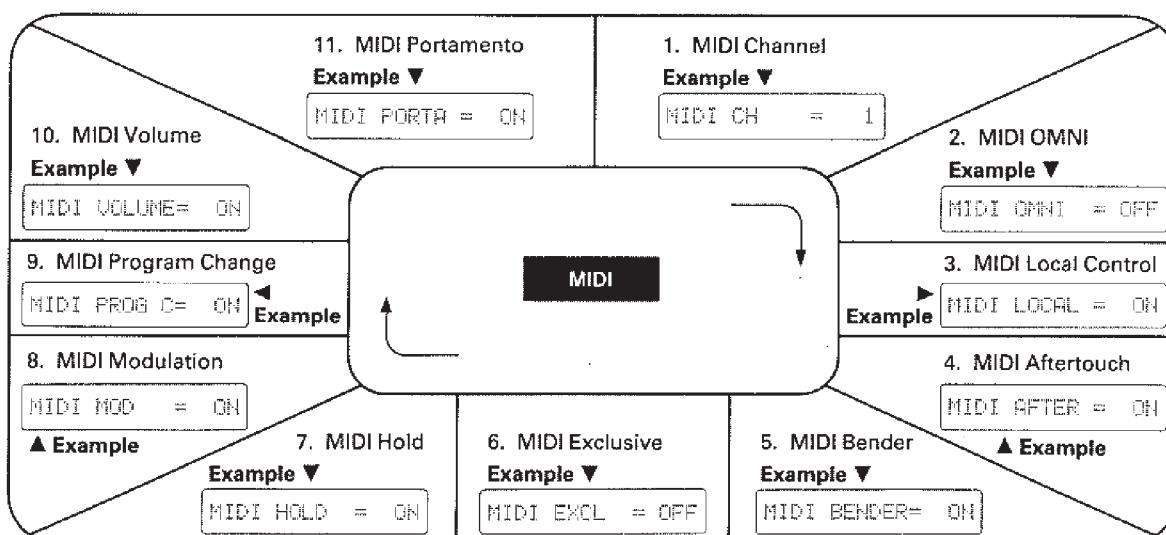 11. MIDI Portamento
Example ▼
MIDI PORTA = ON
1. MIDI Channel
Example ▼
MIDI CH = 1
2. MIDI OMNI
Example ▼
MIDI OMNI = OFF
3. MIDI Local Control
► Example
MIDI LOCAL = ON
4. MIDI Aftertouch
MIDI AFTER = ON
▲ Example
5. MIDI Bender
Example ▼
MIDI BENDER= ON
6. MIDI Exclusive
Example ▼
MIDI EXCL = OFF
7. MIDI Hold
Example ▼
MIDI HOLD = ON
8. MIDI Modulation
MIDI MOD = ON
▲ Example
9. MIDI Program Change
MIDI PROG C= ON
◄ Example
10. MIDI Volume
Example ▼
MIDI VOLUME= ON
MIDI